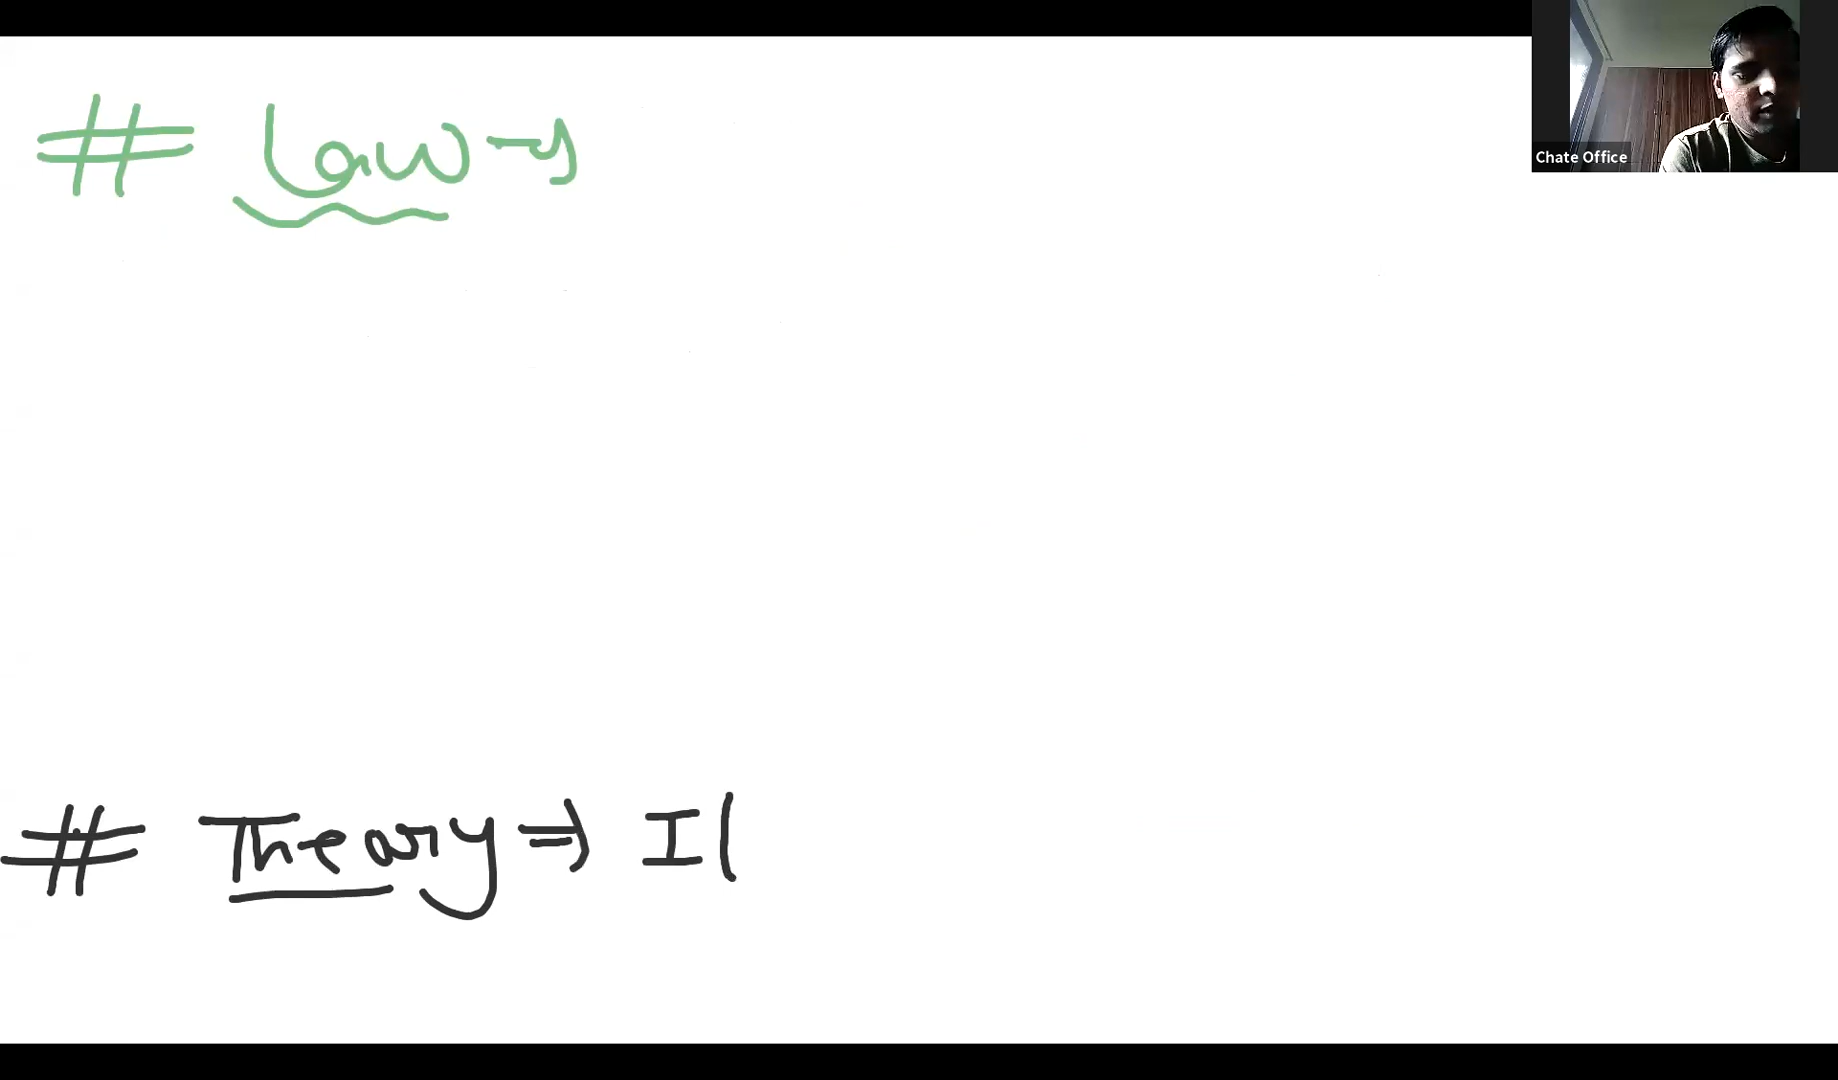 # Law →
Chate Office
# Theory ⇒ I